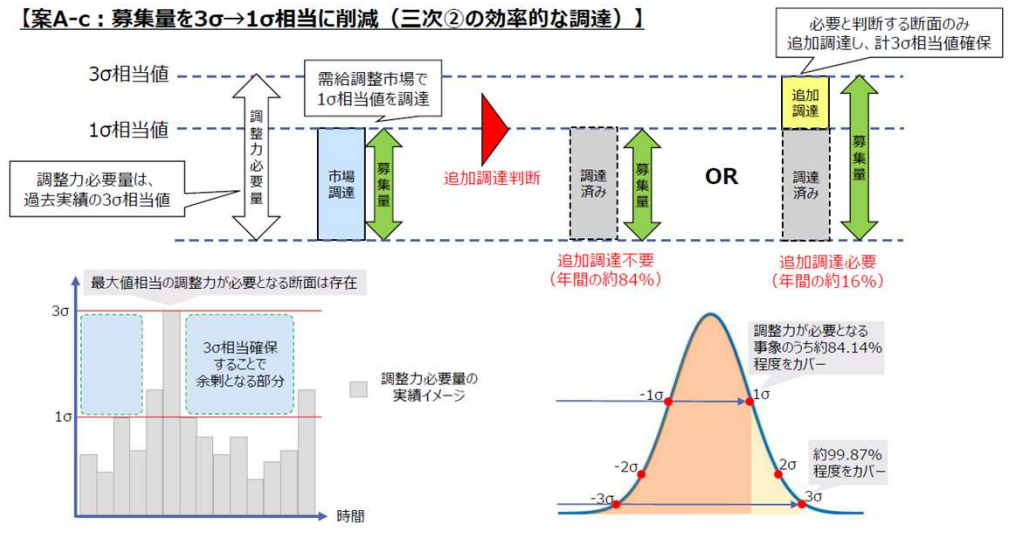 【案A-c：募集量を3σ→1σ相当に削減（三次②の効率的な調達）】
必要と判断する断面のみ
追加調達し、計3σ相当値確保
3σ相当値
需給調整市場で
1σ相当値を調達
追加
調達
1σ相当値
調整力必要量
調整力必要量は、
過去実績の3σ相当値
市場
調達
募集量
追加調達判断
調達
済み
募集量
OR
調達
済み
募集量
追加調達不要
（年間の約84%）
追加調達必要
（年間の約16%）
最大値相当の調整力が必要となる断面は存在
3σ
3σ相当確保
することで
余剰となる部分
1σ
調整力必要量の
実績イメージ
時間
調整力が必要となる
事象のうち約84.14%
程度をカバー
-1σ
1σ
約99.87%
程度をカバー
-2σ
2σ
-3σ
3σ